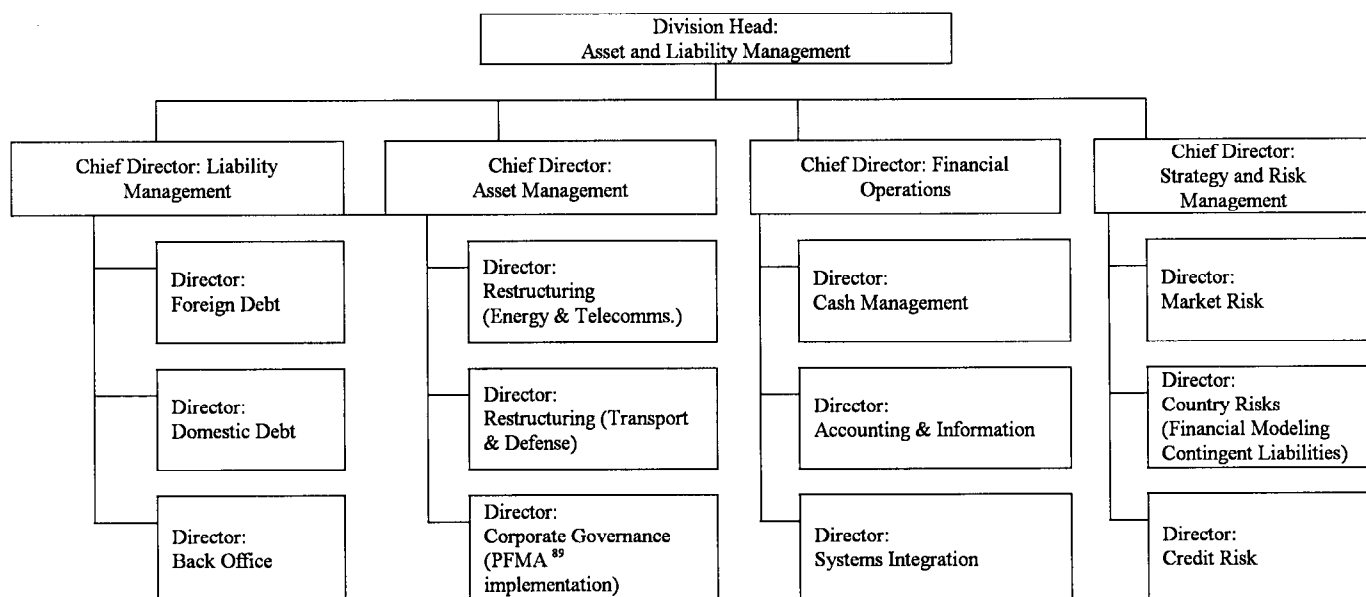 Division Head:
Asset and Liability Management
Chief Director: Liability
Management
Chief Director:
Asset Management
Chief Director: Financial
Operations
Chief Director:
Strategy and Risk
Management
Director:
Foreign Debt
Director:
Restructuring
(Energy & Telecomms.)
Director:
Cash Management
Director:
Market Risk
Director:
Domestic Debt
Director:
Restructuring (Transport
& Defense)
Director:
Accounting & Information
Director:
Country Risks
(Financial Modeling
Contingent Liabilities)
Director:
Back Office
Director:
Corporate Governance
(PFMA 89
implementation)
Director:
Systems Integration
Director:
Credit Risk